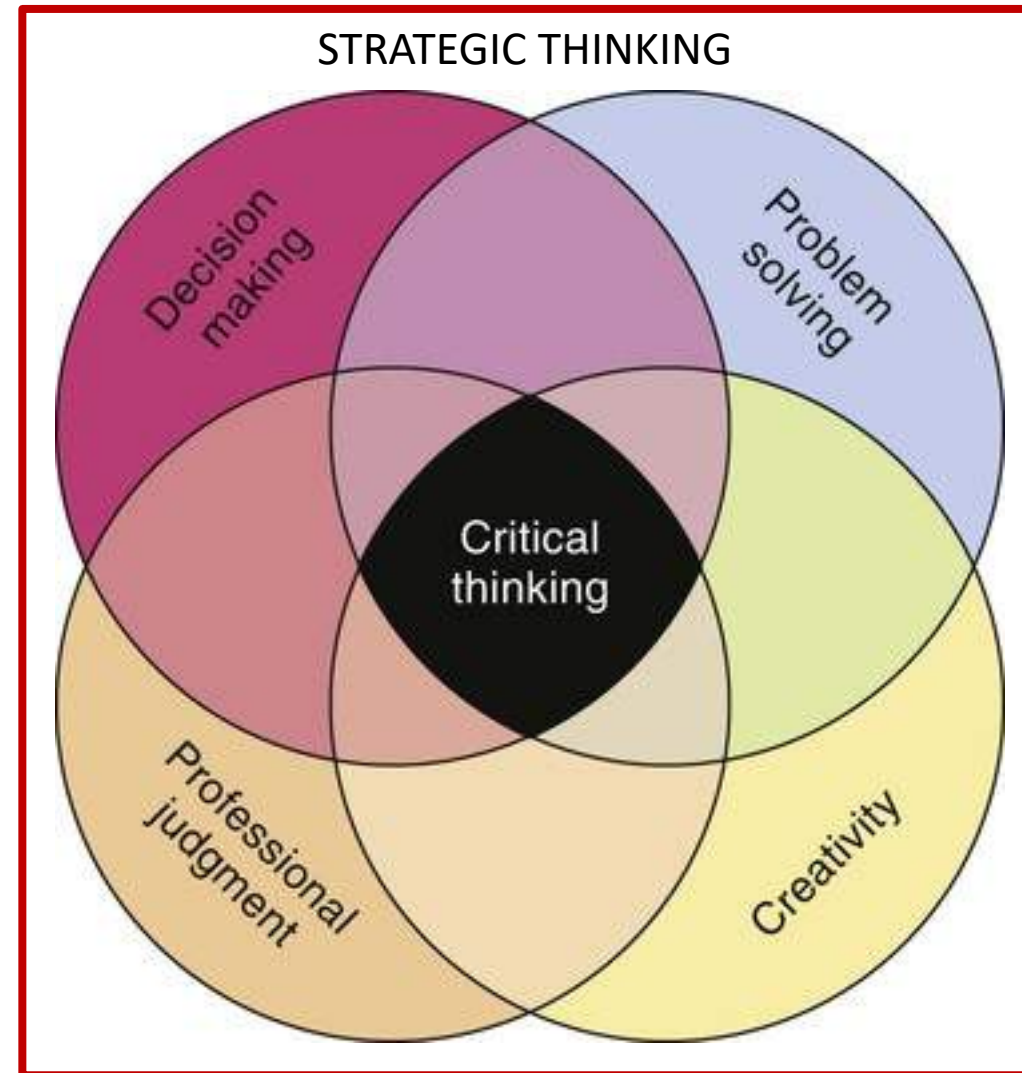 STRATEGIC THINKING
Decision
making
Problem
solving
Critical
thinking
Professional
judgment
Creativity